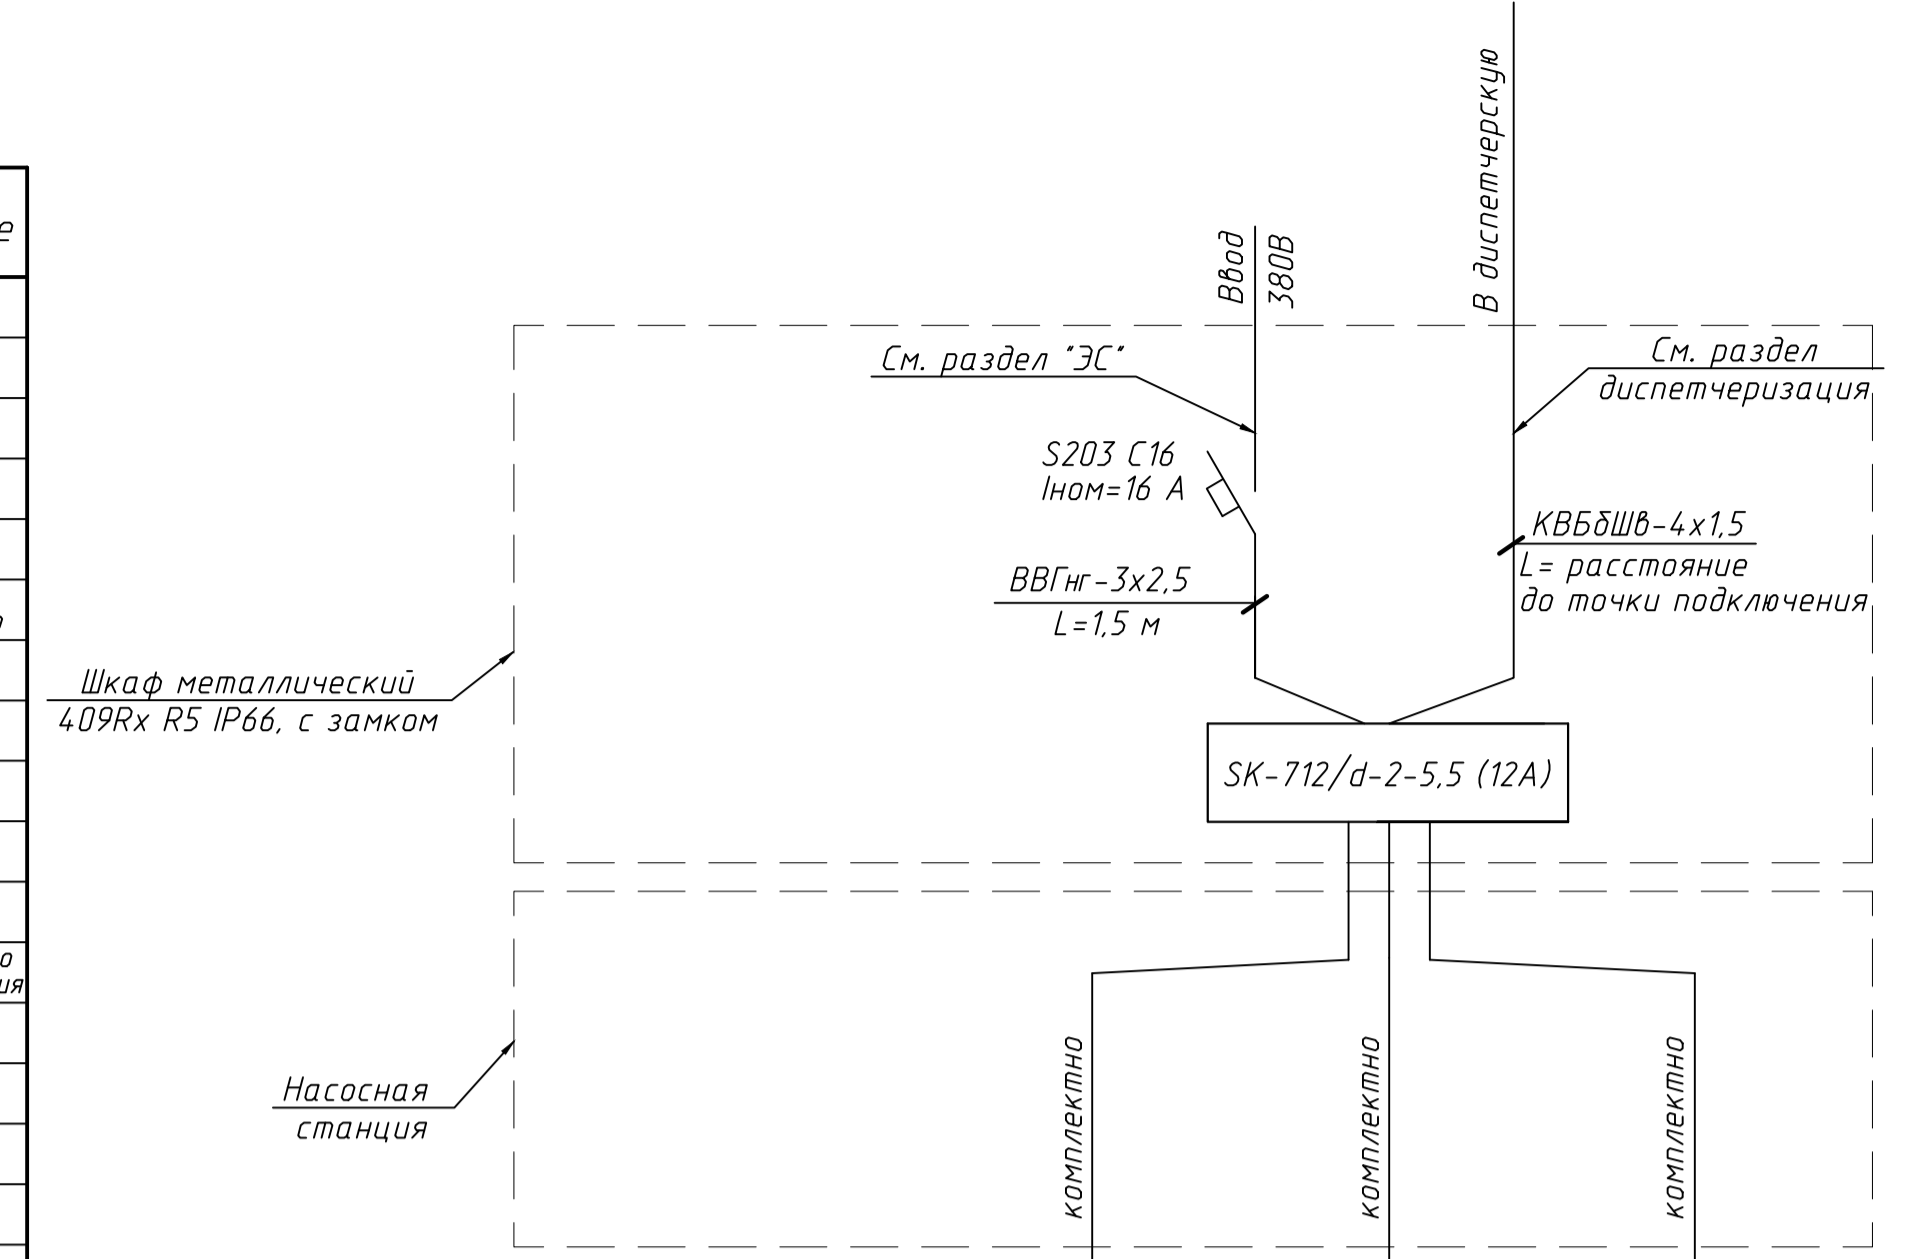 В диспетчерскую
Ввод
380В
См. раздел "ЭС"
См. раздел
диспетчеризация
S203 C16
Iном=16 А
КВБбШв-4х1,5
L= расстояние
до точки подключения
ВВГнг-3х2,5
L=1,5 м
Шкаф металлический
409Rx R5 IP66, с замком
SK-712/d-2-5,5 (12А)
Насосная
станция
комплектно
комплектно
комплектно